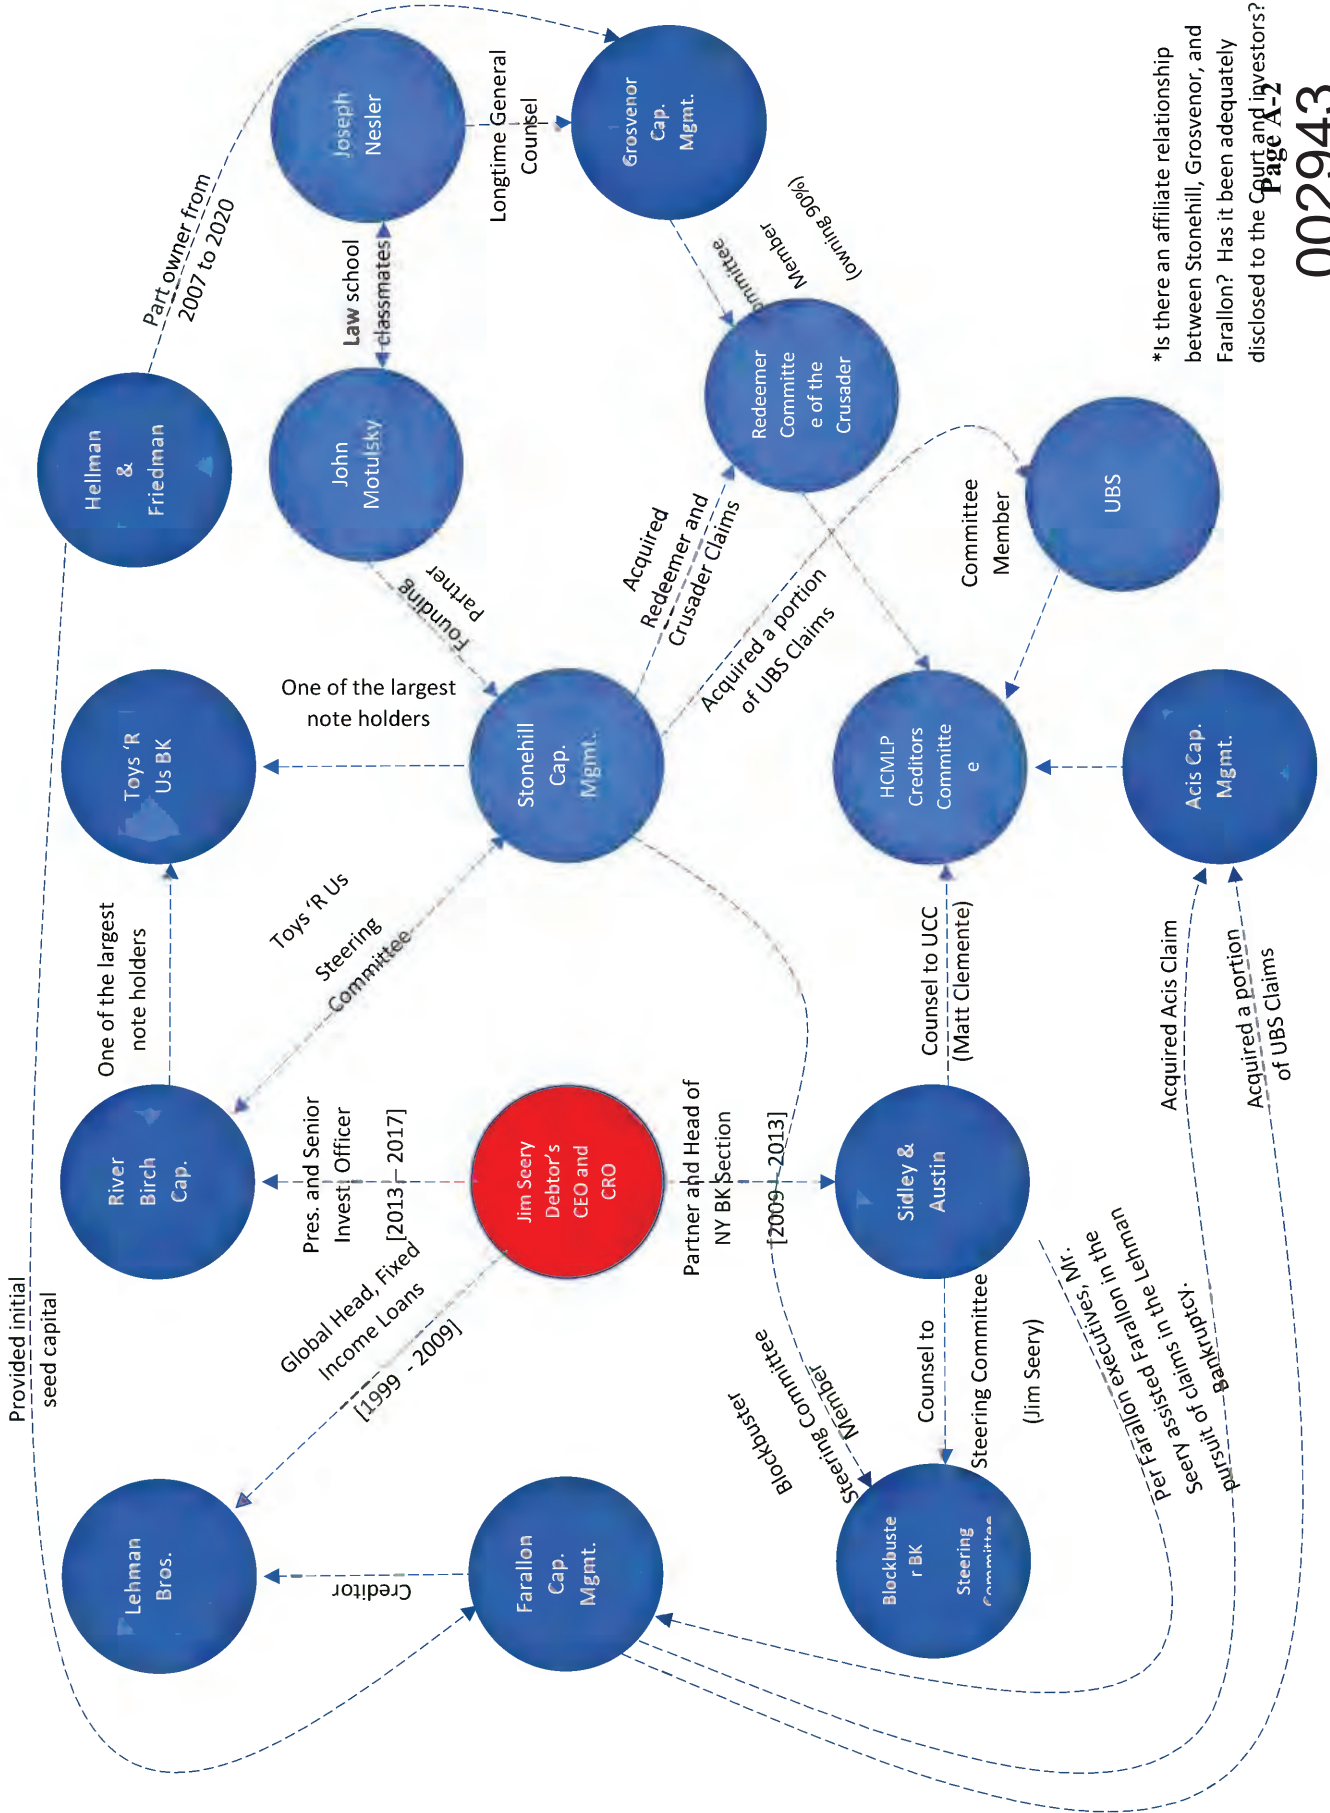 Provided initial
seed capital
Part owner from
2007 to 2020
Lehman
Bros.
River
Birch
Cap.
One of the largest
note holders
Toys ‘R
Us BK
Hellman
&
Friedman
Global Head, Fixed
Income Loans
[1999 - 2009]
Pres. and Senior
Invest. Officer
[2013 – 2017]
Toys ‘R Us
Steering
Committee
One of the largest
note holders
Founding
Partner
John
Motulsky
Law school
classmates
Joseph
Nesler
Creditor
Longtime General
Counsel
Farallon
Cap.
Mgmt.
Jim Seery
Debtor’s
CEO and
CRO
Stonehill
Cap.
Mgmt.
Grosvenor
Cap.
Mgmt.
Blockbuster
Steering Committee
Member
Partner and Head of
NY BK Section
[2009 – 2013]
Acquired
Redeemer and
Crusader Claims
Acquired a portion
of UBS Claims
Redeemer
Committe
e of the
Crusader
Member
(owning 90%)
Blockbuste
r BK
Steering
Committee
Counsel to
Steering Committee
(Jim Seery)
Sidley &
Austin
Counsel to UCC
(Matt Clemente)
HCMLP
Creditors
Committe
e
Committee
Member
UBS
Per Farallon executives, Mr.
Seery assisted Farallon in the
pursuit of claims in the Lehman
Bankruptcy.
Acquired Acis Claim
Acquired a portion
of UBS Claims
Acis Cap.
Mgmt.
*Is there an affiliate relationship
between Stonehill, Grosvenor, and
Farallon? Has it been adequately
disclosed to the Court and investors?
Page A-2
002943